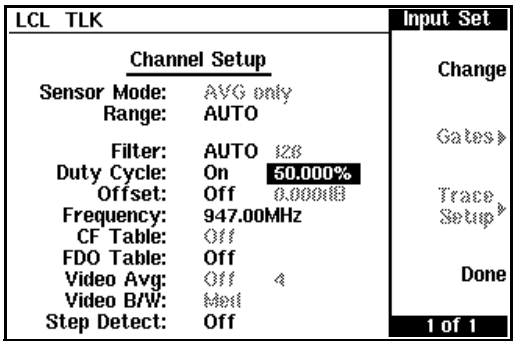 LCL TLK
Input Set
Channel Setup
Change
Sensor Mode: AVG only
Range: AUTO
Gates
Filter: AUTO 128
Duty Cycle: On 50.000%
Offset: Off 0.000dB
Trace Setup
Frequency: 947.00MHz
CF Table: Off
FDO Table: Off
Video Avg: Off 4
Done
Video B/W: Med
Step Detect: Off
1 of 1